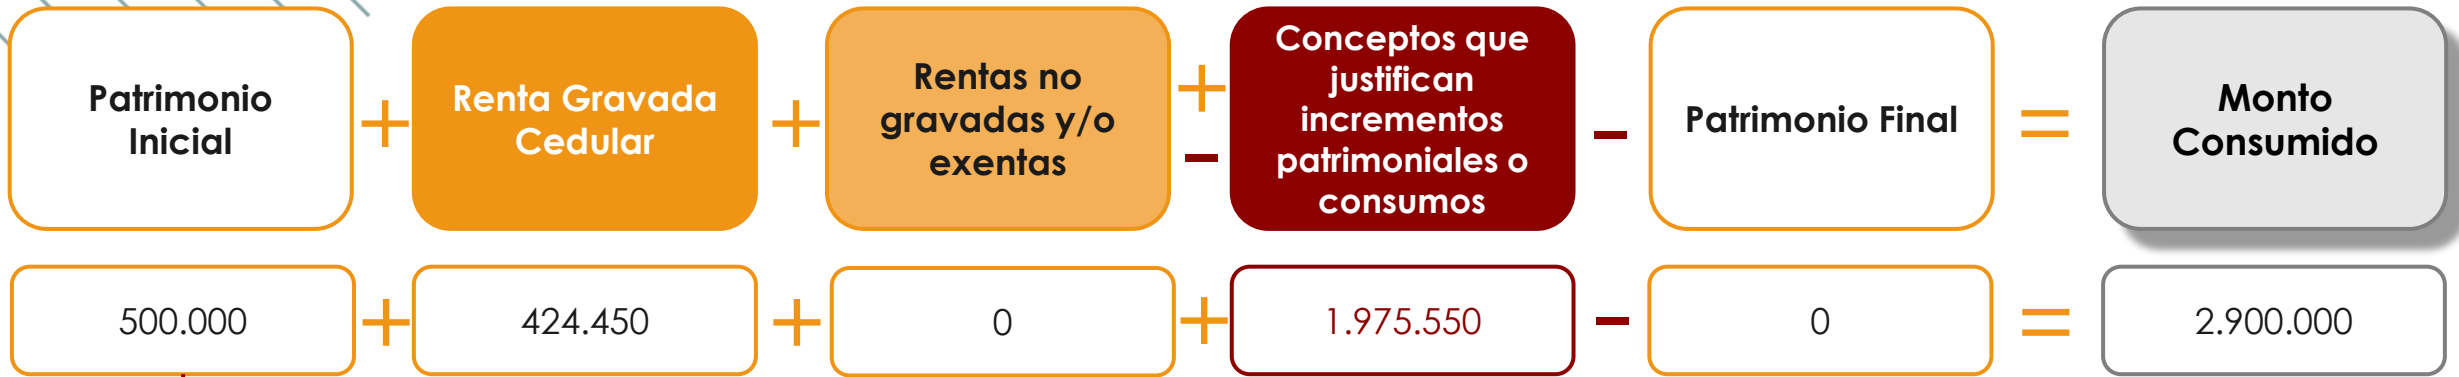 Patrimonio
Inicial
+
Renta Gravada
Cedular
+
Rentas no
gravadas y/o
exentas
+
-
Conceptos que
justifican
incrementos
patrimoniales o
consumos
-
Patrimonio Final
=
Monto
Consumido
500.000 + 424.450 + 0 + 1.975.550 - 0 = 2.900.000